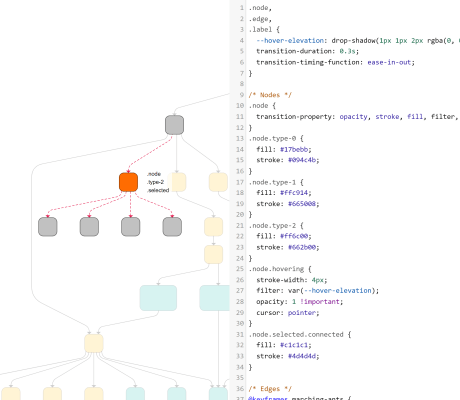 .node
.type-2
.selected
1 .node,
2 .edge,
3 .label {
4 --hover-elevation: drop-shadow(1px 1px 2px rgba(0,
5 transition-duration: 0.3s;
6 transition-timing-function: ease-in-out;
7 }
8
9 /* Nodes */
10 .node {
11 transition-property: opacity, stroke, fill, filter,
12 }
13 .node.type-0 {
14 fill: #17bebb;
15 stroke: #094c4b;
16 }
17 .node.type-1 {
18 fill: #ffc914;
19 stroke: #665008;
20 }
21 .node.type-2 {
22 fill: #ff6c00;
23 stroke: #662b00;
24 }
25 .node.hovering {
26 stroke-width: 4px;
27 filter: var(--hover-elevation);
28 opacity: 1 !important;
29 cursor: pointer;
30 }
31 .node.selected.connected {
32 fill: #c1c1c1;
33 stroke: #4d4d4d;
34 }
35
36 /* Edges */
37 @keyframes marching-ants {